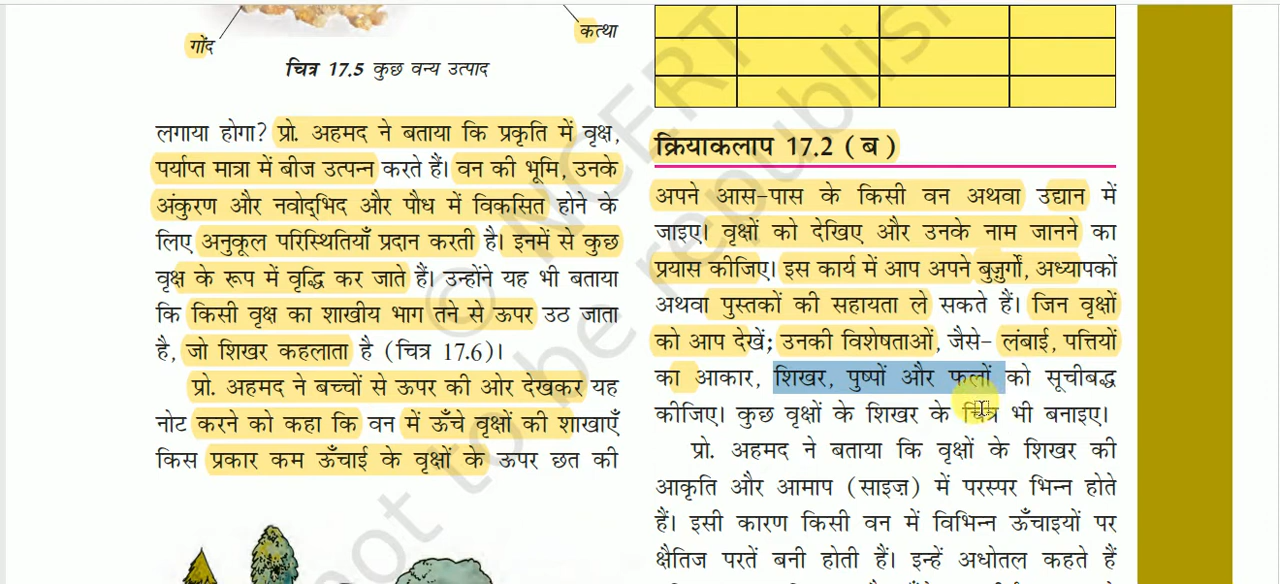 गोंद
कत्था
चित्र 17.5 कुछ वन्य उत्पाद
लगाया होगा? प्रो. अहमद ने बताया कि प्रकृति में वृक्ष,
पर्याप्त मात्रा में बीज उत्पन्न करते हैं। वन की भूमि, उनके
अंकुरण और नवोद्‌भिद और पौध में विकसित होने के
लिए अनुकूल परिस्थितियाँ प्रदान करती है। इनमें से कुछ
वृक्ष के रूप में वृद्धि कर जाते हैं। उन्होंने यह भी बताया
कि किसी वृक्ष का शाखीय भाग तने से ऊपर उठ जाता
है, जो शिखर कहलाता है (चित्र 17.6)।
प्रो. अहमद ने बच्चों से ऊपर की ओर देखकर यह
नोट करने को कहा कि वन में ऊँचे वृक्षों की शाखाएँ
किस प्रकार कम ऊँचाई के वृक्षों के ऊपर छत की
क्रियाकलाप 17.2 (ब)
अपने आस-पास के किसी वन अथवा उद्यान में
जाइए। वृक्षों को देखिए और उनके नाम जानने का
प्रयास कीजिए। इस कार्य में आप अपने बुज़ुर्गों, अध्यापकों
अथवा पुस्तकों की सहायता ले सकते हैं। जिन वृक्षों
को आप देखें; उनकी विशेषताओं, जैसे- लंबाई, पत्तियों
का आकार, शिखर, पुष्पों और फलों को सूचीबद्ध
कीजिए। कुछ वृक्षों के शिखर के चित्र भी बनाइए।
प्रो. अहमद ने बताया कि वृक्षों के शिखर की
आकृति और आमाप (साइज़) में परस्पर भिन्न होते
हैं। इसी कारण किसी वन में विभिन्न ऊँचाइयों पर
क्षैतिज परतें बनी होती हैं। इन्हें अधोतल कहते हैं
© NCERT
not to be republish